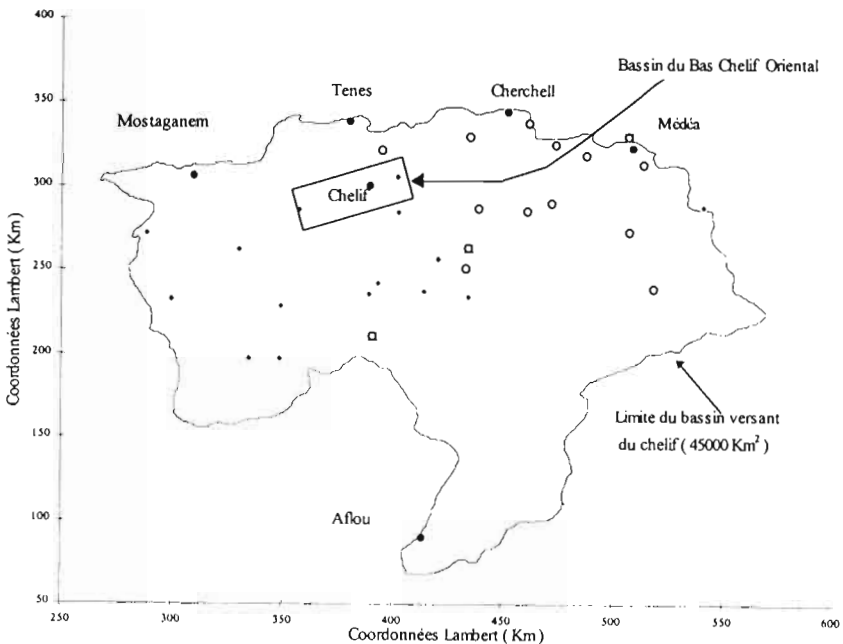 400
350
300
250
200
150
100
50
Coordonnées Lambert ( Km )
Bassin du Bas Chelif Oriental
Tenes
Cherchell
Mostaganem
Médéa
Chelif
Limite du bassin versant
du chelif ( 45000 Km²)
Aflou
250
300
350
400
450
500
550
600
Coordonnées Lambert ( Km )